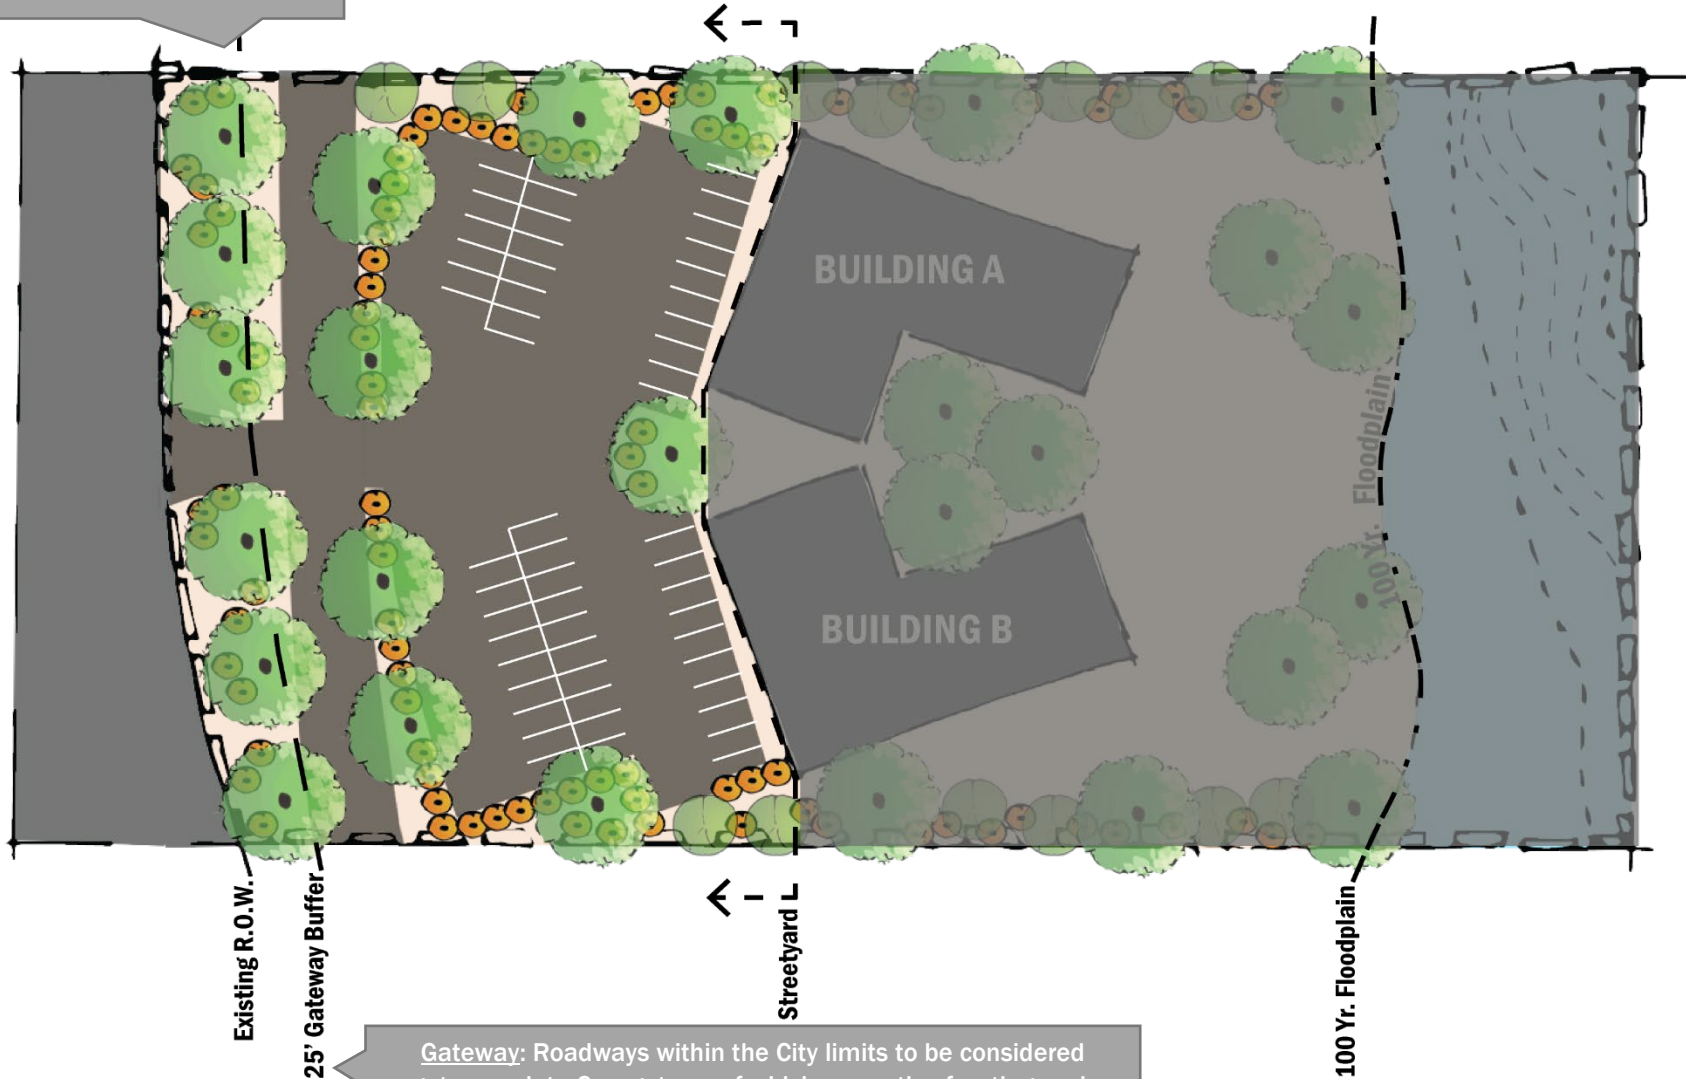 BUILDING A
100 Yr. Floodplain
BUILDING B
Existing R.O.W.
25' Gateway Buffer
Streetyard
100 Yr. Floodplain
Gateway: Roadways within the City limits to be considered